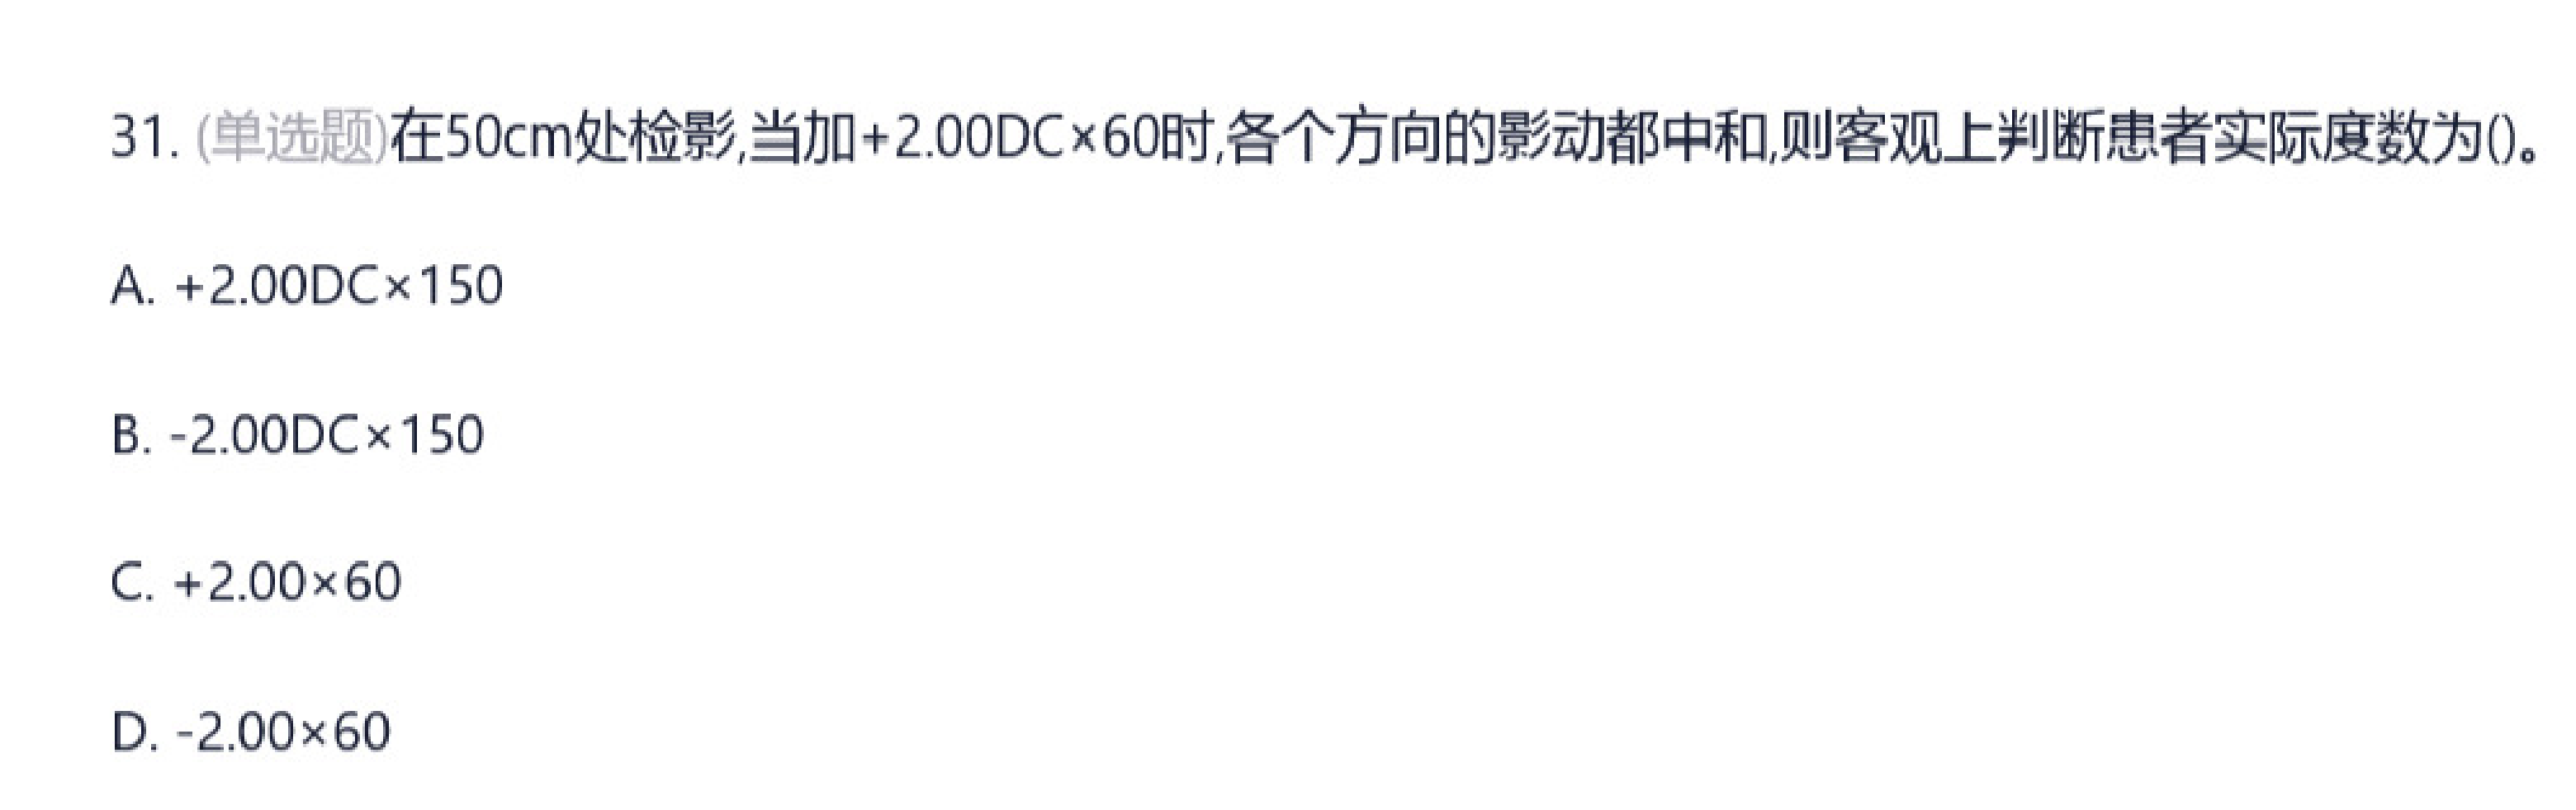 31. (单选题)在50cm处检影,当加+2.00DC×60时,各个方向的影动都中和,则客观上判断患者实际度数为()。
A. +2.00DC×150
B. -2.00DC×150
C. +2.00×60
D. -2.00×60